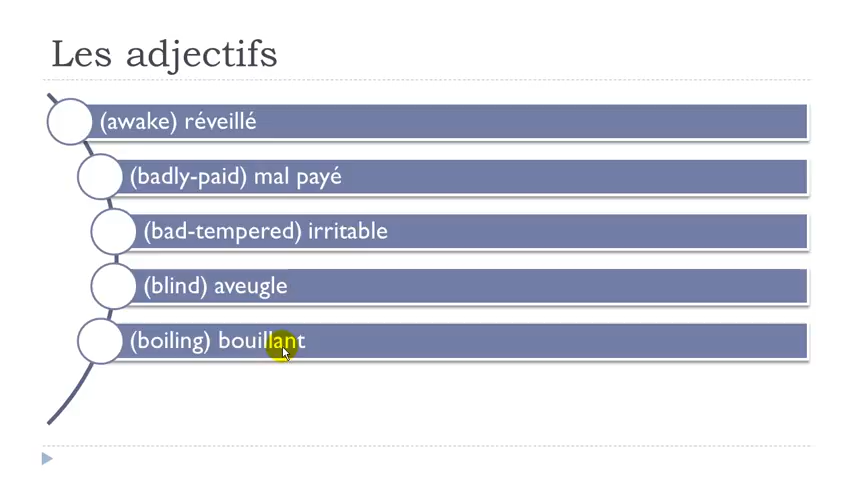 Les adjectifs
(awake) réveillé
(badly-paid) mal payé
(bad-tempered) irritable
(blind) aveugle
(boiling) bouillant